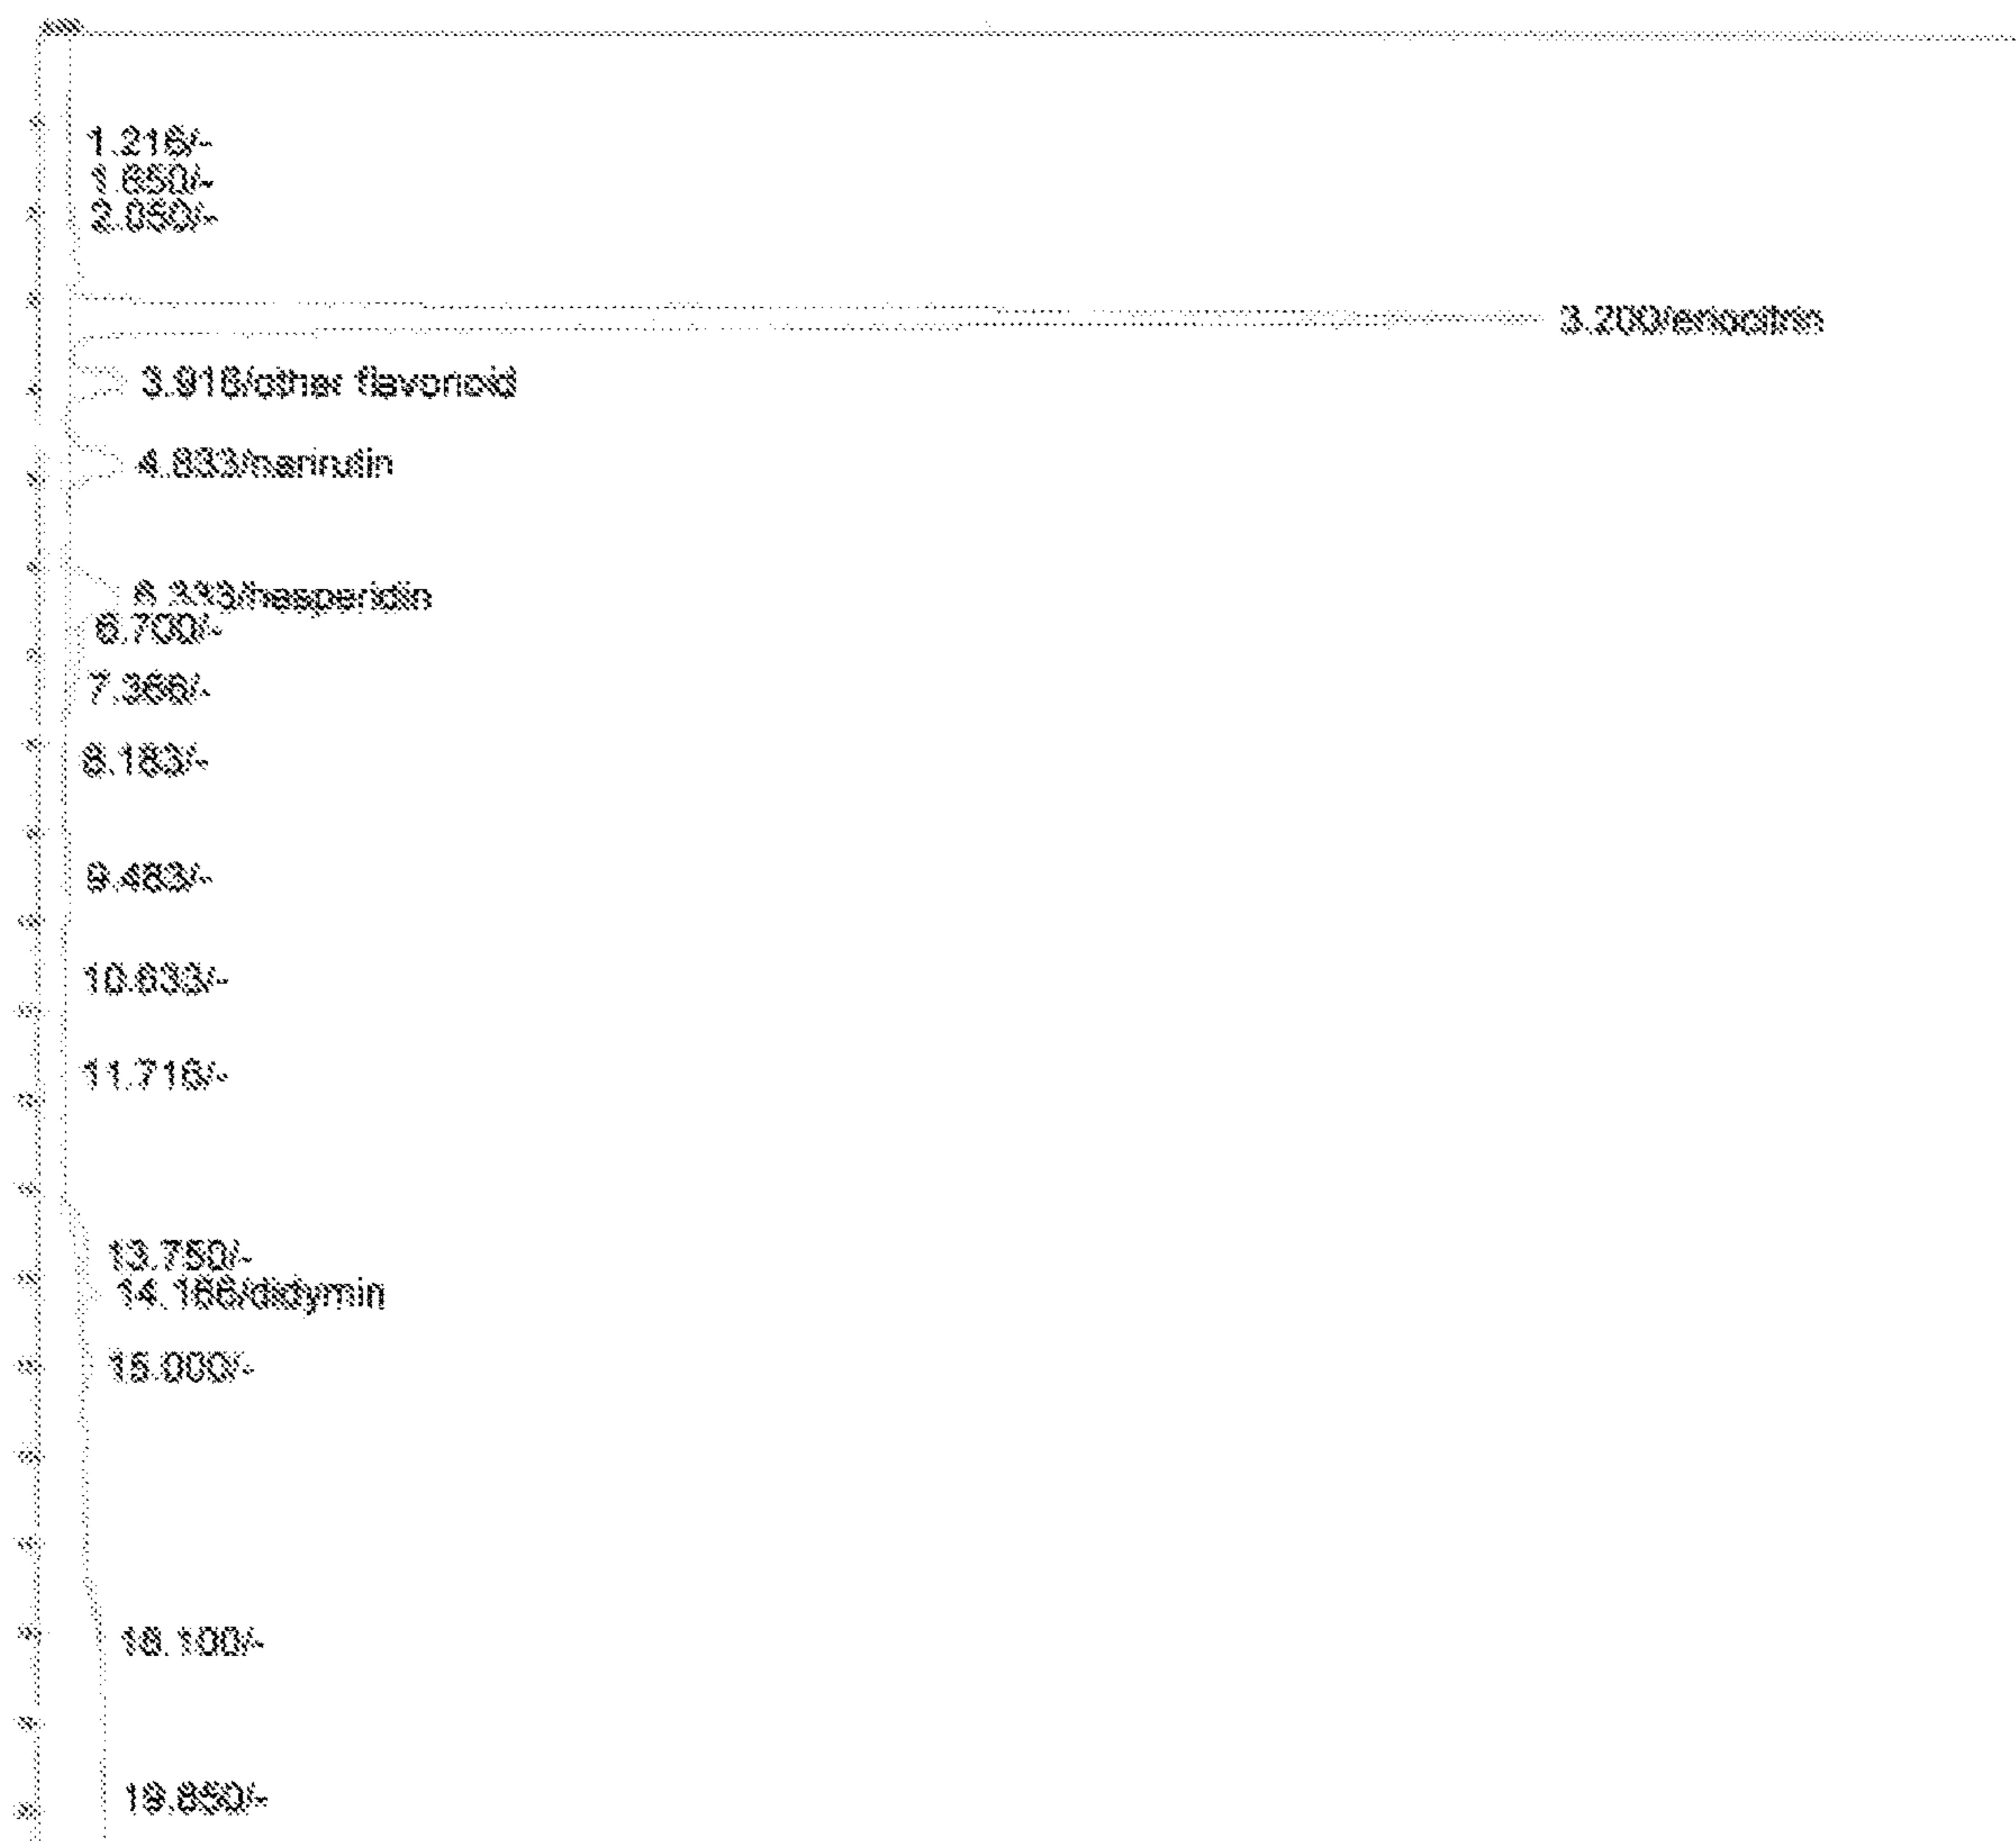 1.216/-
1.650/-
2.050/-
3.200/eriocitrin
3.916/other flavonoid
4.833/narirutin
6.333/hesperidin
6.700/-
7.366/-
8.183/-
9.483/-
10.633/-
11.716/-
13.750/-
14.166/didymin
15.000/-
18.100/-
19.850/-